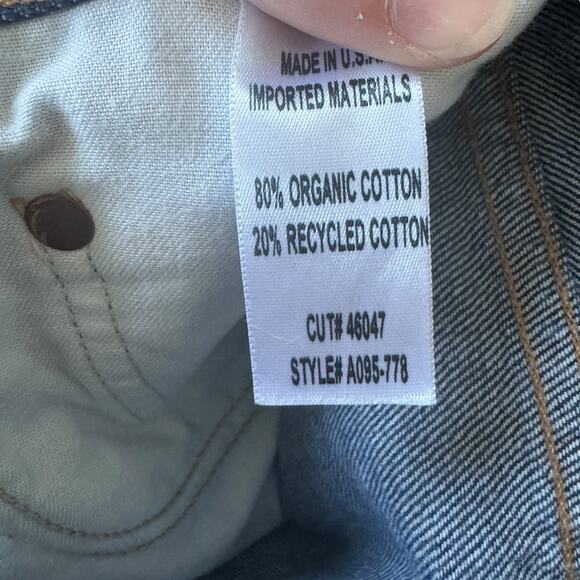 MADE IN U.S.A.
IMPORTED MATERIALS
80% ORGANIC COTTON
20% RECYCLED COTTON
CUT# 46047
STYLE# A095-778